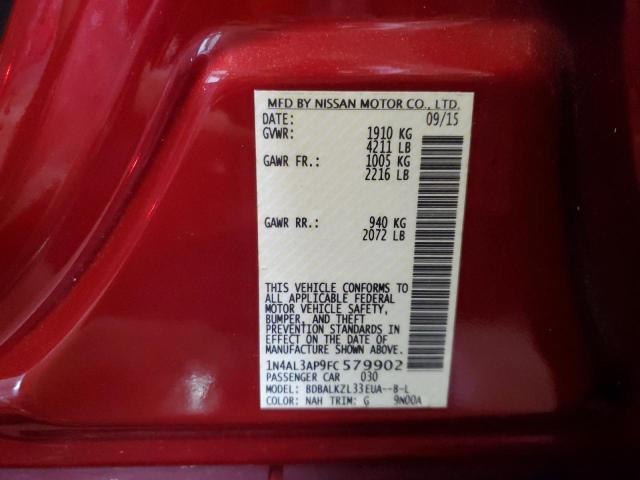 MFD BY NISSAN MOTOR CO., LTD.
DATE: 09/15
GVWR: 1910 KG
4211 LB
GAWR FR.: 1005 KG
2216 LB
GAWR RR.: 940 KG
2072 LB
THIS VEHICLE CONFORMS TO
ALL APPLICABLE FEDERAL
MOTOR VEHICLE SAFETY,
BUMPER, AND THEFT
PREVENTION STANDARDS IN
EFFECT ON THE DATE OF
MANUFACTURE SHOWN ABOVE.
1N4AL3AP9FC579902
PASSENGER CAR 030
MODEL: BDBALKZL33EUA--B-L
COLOR: NAH TRIM: G 9N00A